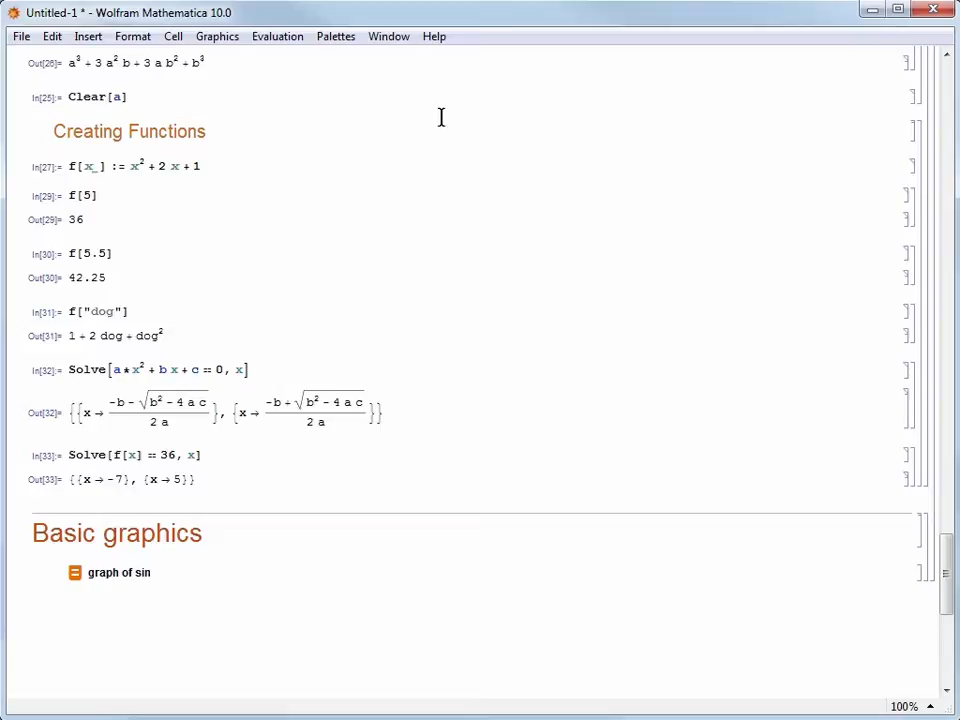 Untitled-1 * - Wolfram Mathematica 10.0
File Edit Insert Format Cell Graphics Evaluation Palettes Window Help
Out[26]= a³ + 3 a² b + 3 a b² + b³
In[25]:= Clear[a]
Creating Functions
In[27]:= f[x_] := x² + 2 x + 1
In[29]:= f[5]
Out[29]= 36
In[30]:= f[5.5]
Out[30]= 42.25
In[31]:= f["dog"]
Out[31]= 1 + 2 dog + dog²
In[32]:= Solve[a * x² + b x + c == 0, x]
Out[32]= {{x → (-b - √(b² - 4 a c))/(2 a)}, {x → (-b + √(b² - 4 a c))/(2 a)}}
In[33]:= Solve[f[x] == 36, x]
Out[33]= {{x → -7}, {x → 5}}
Basic graphics
graph of sin
100%